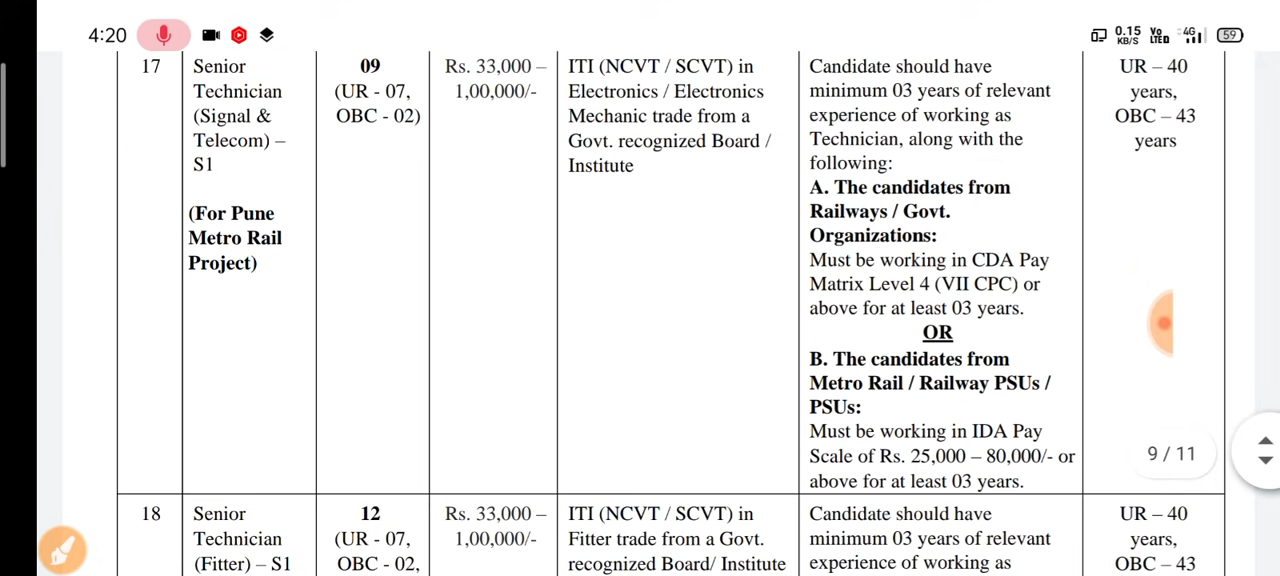 4:20
0.15 KB/S VoLTED 4G 59
17
Senior
Technician
(Signal &
Telecom) –
S1
(For Pune
Metro Rail
Project)
09
(UR - 07,
OBC - 02)
Rs. 33,000 –
1,00,000/-
ITI (NCVT / SCVT) in
Electronics / Electronics
Mechanic trade from a
Govt. recognized Board /
Institute
Candidate should have
minimum 03 years of relevant
experience of working as
Technician, along with the
following:
A. The candidates from
Railways / Govt.
Organizations:
Must be working in CDA Pay
Matrix Level 4 (VII CPC) or
above for at least 03 years.
OR
B. The candidates from
Metro Rail / Railway PSUs /
PSUs:
Must be working in IDA Pay
Scale of Rs. 25,000 – 80,000/- or
above for at least 03 years.
UR – 40
years,
OBC – 43
years
9 / 11
18
Senior
Technician
(Fitter) – S1
12
(UR - 07,
OBC - 02,
Rs. 33,000 –
1,00,000/-
ITI (NCVT / SCVT) in
Fitter trade from a Govt.
recognized Board/ Institute
Candidate should have
minimum 03 years of relevant
experience of working as
UR – 40
years,
OBC – 43